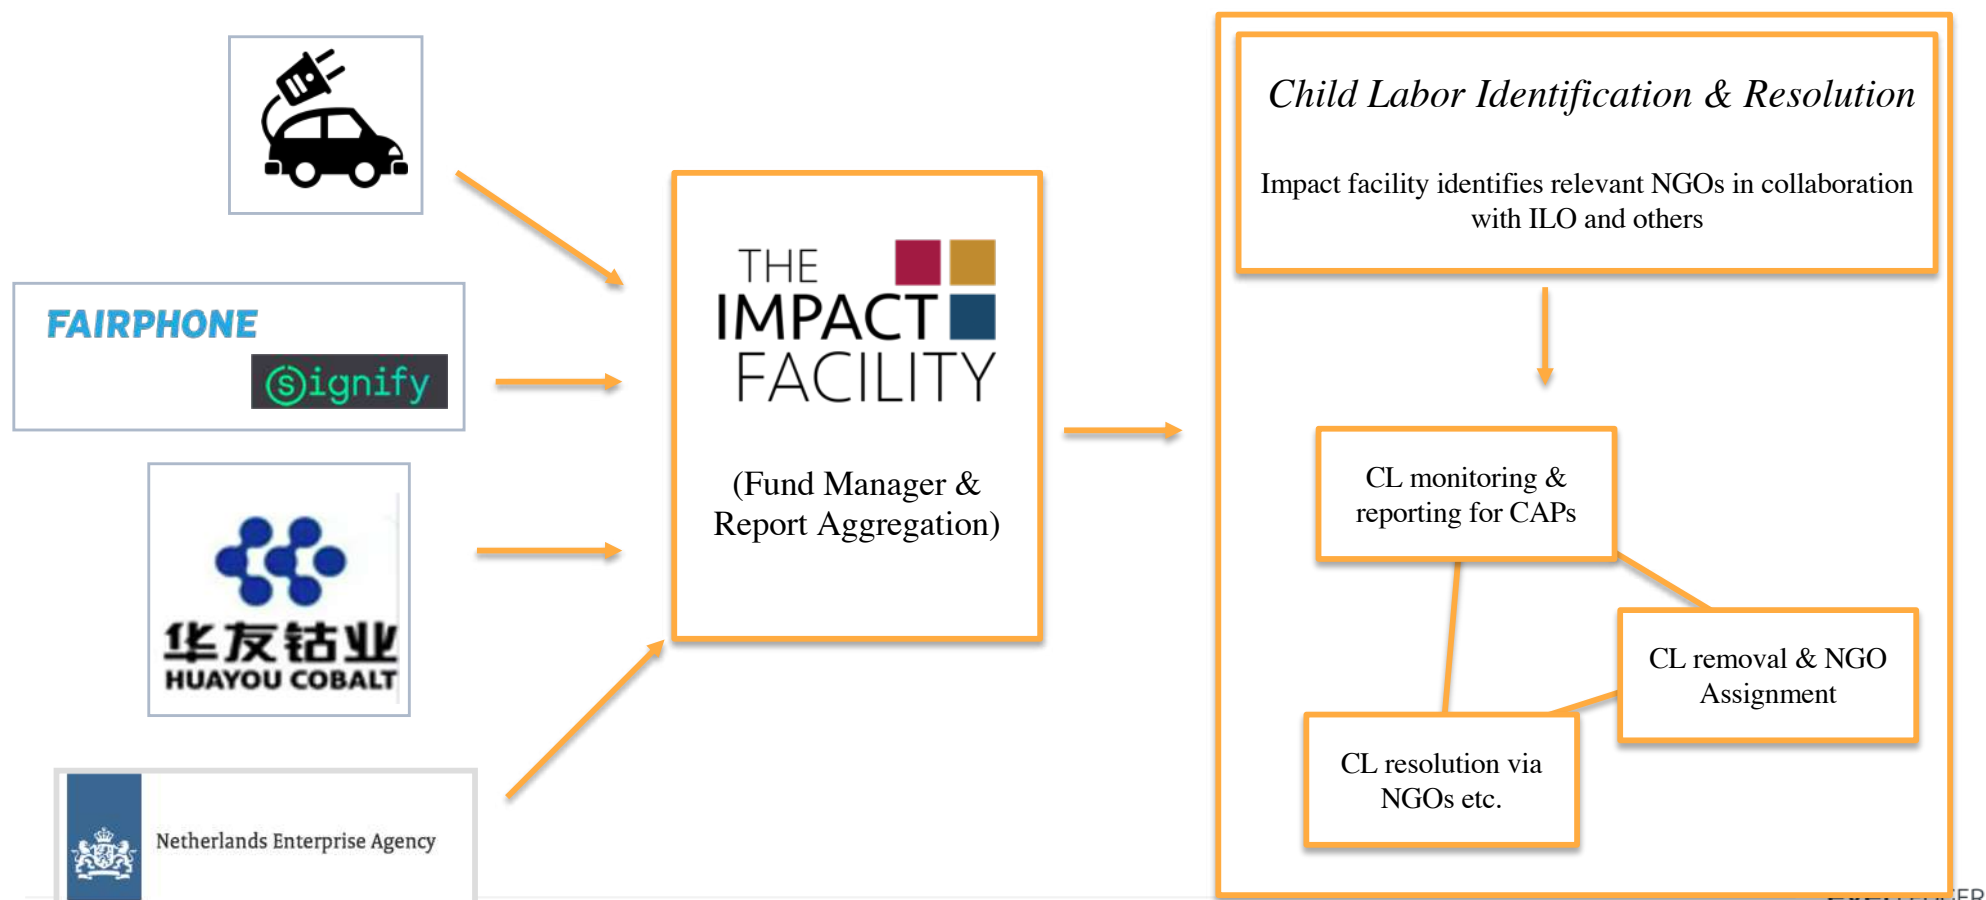 FAIRPHONE
signify
华友钴业
HUAYOU COBALT
Netherlands Enterprise Agency
THE
IMPACT
FACILITY
(Fund Manager &
Report Aggregation)
Child Labor Identification & Resolution
Impact facility identifies relevant NGOs in collaboration
with ILO and others
CL monitoring &
reporting for CAPs
CL removal & NGO
Assignment
CL resolution via
NGOs etc.